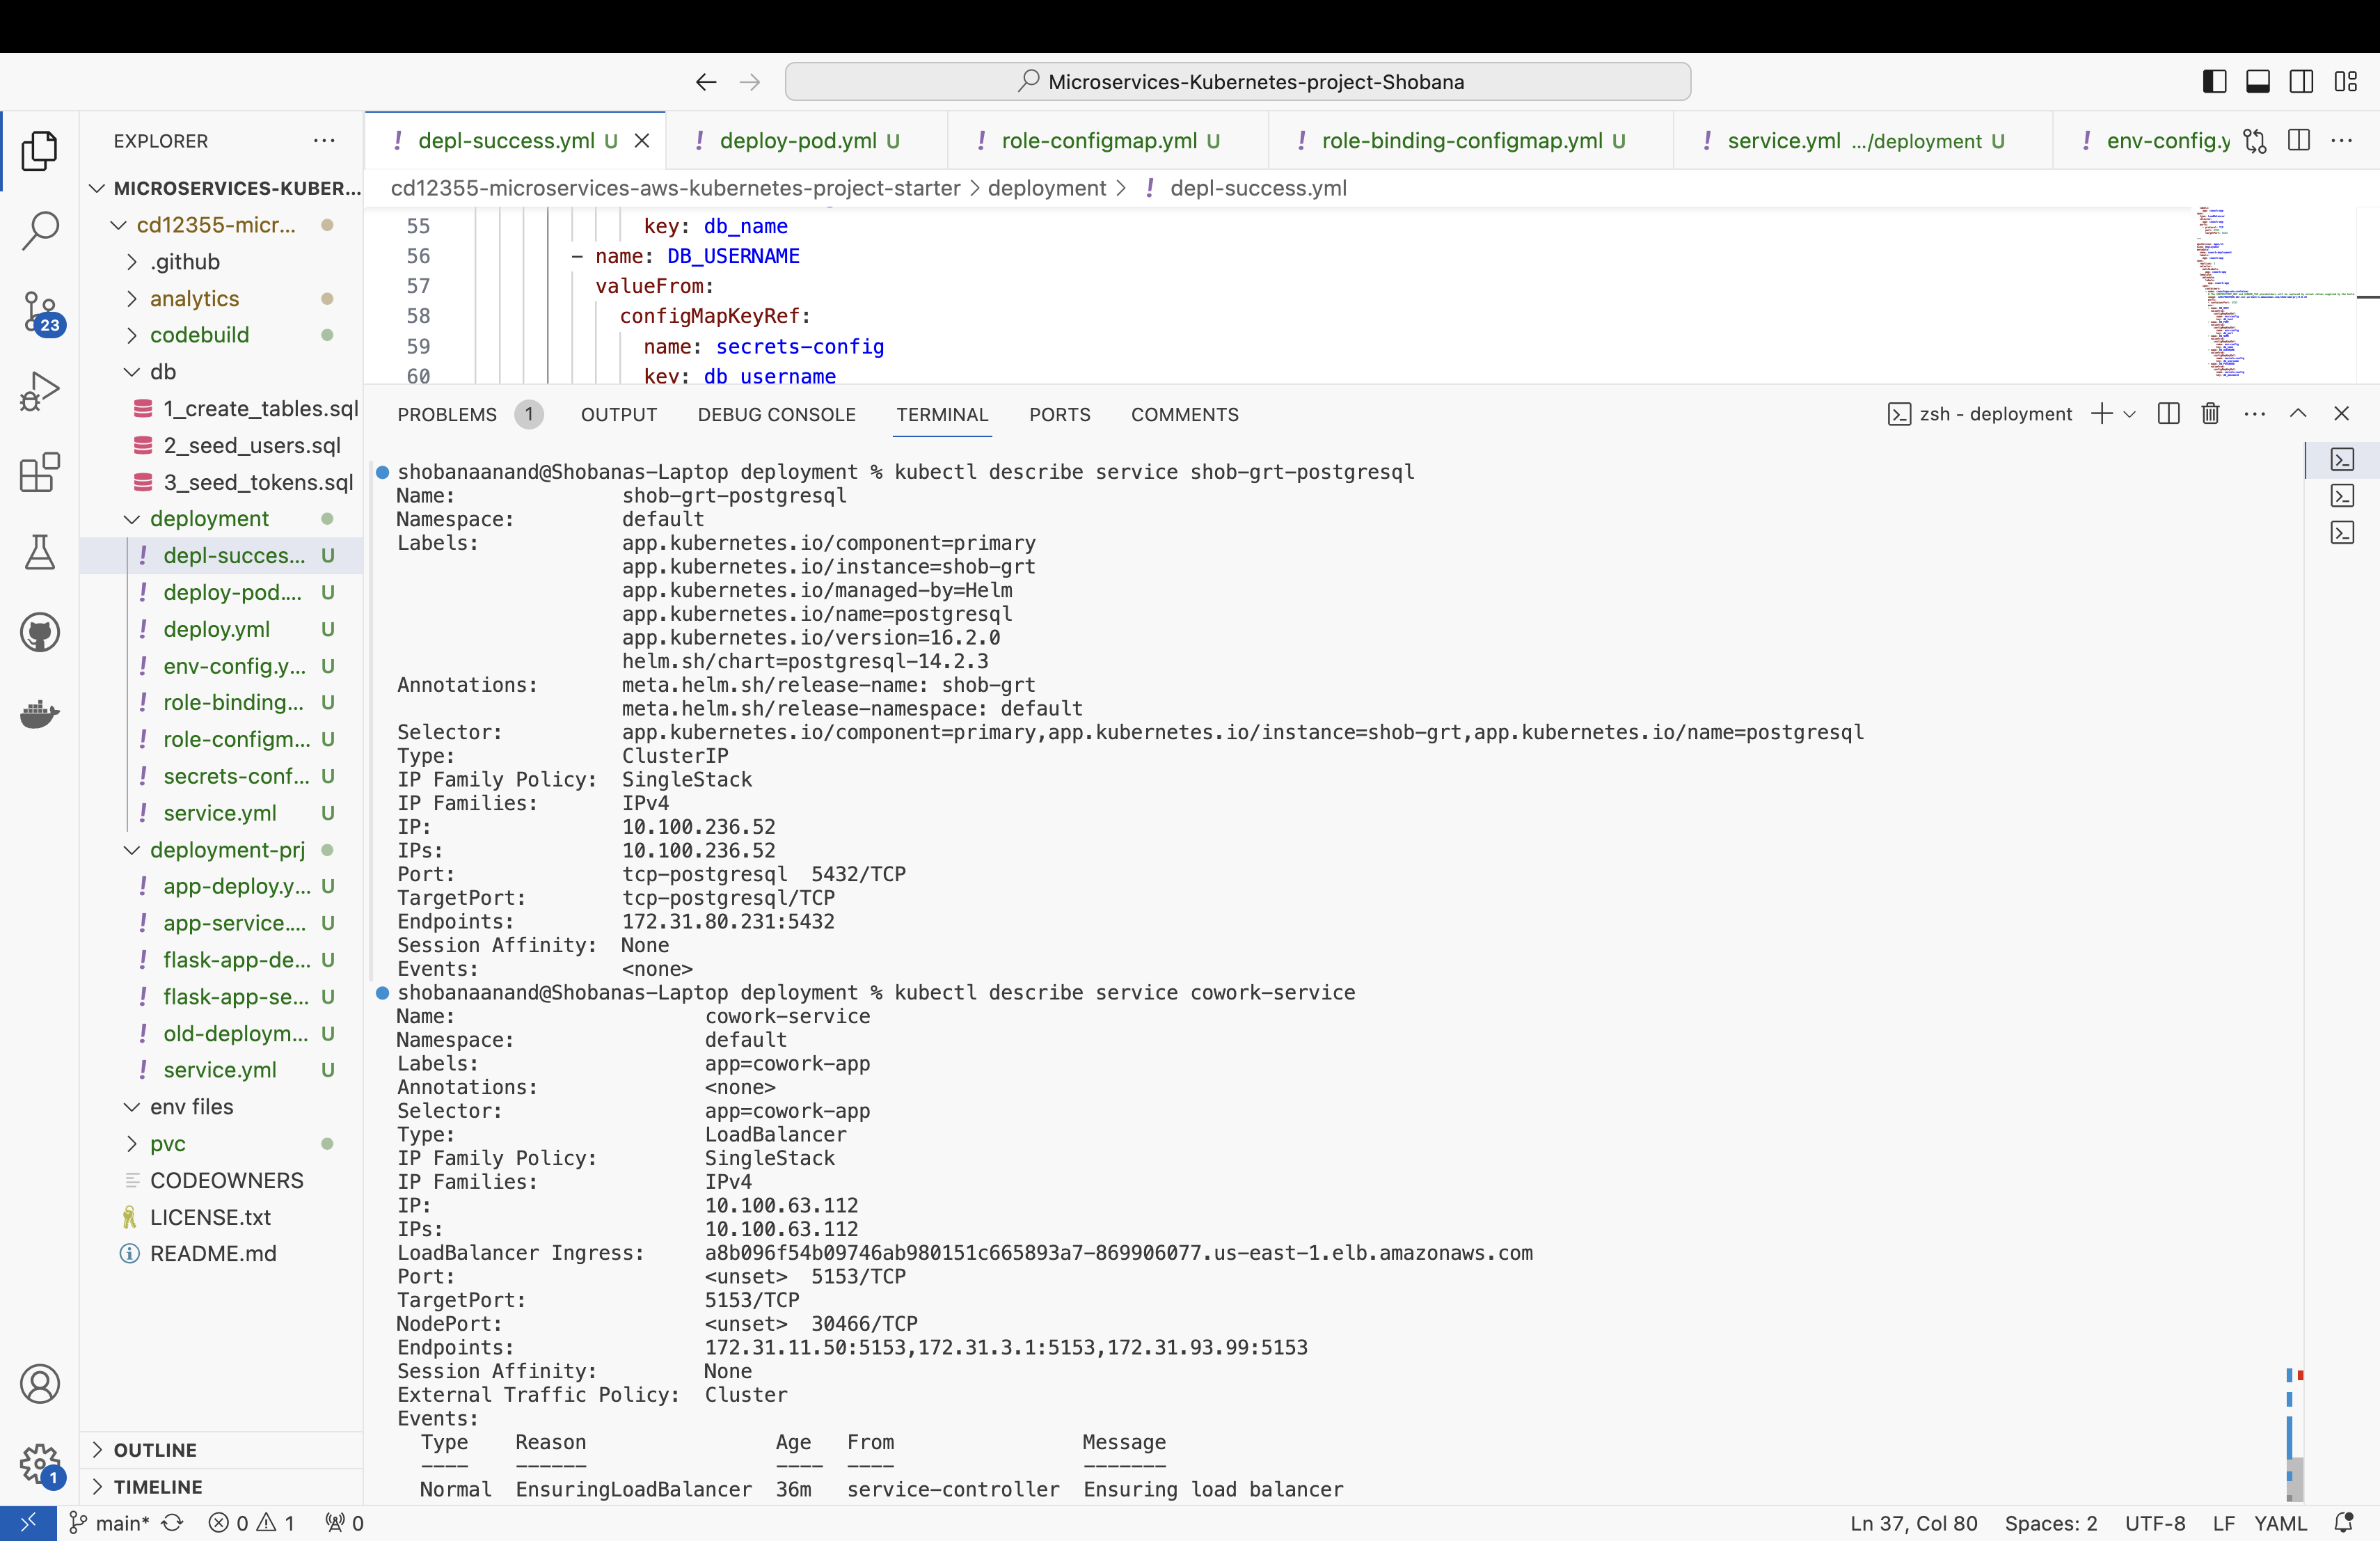 Microservices-Kubernetes-project-Shobana
EXPLORER
MICROSERVICES-KUBER...
cd12355-micr...
.github
analytics
codebuild
db
1_create_tables.sql
2_seed_users.sql
3_seed_tokens.sql
deployment
! depl-succes... U
! deploy-pod.... U
! deploy.yml U
! env-config.y... U
! role-binding... U
! role-configm... U
! secrets-conf... U
! service.yml U
deployment-prj
! app-deploy.y... U
! app-service.... U
! flask-app-de... U
! flask-app-se... U
! old-deploym... U
! service.yml U
env files
pvc
CODEOWNERS
LICENSE.txt
README.md
OUTLINE
TIMELINE
23
1
! depl-success.yml U
! deploy-pod.yml U
! role-configmap.yml U
! role-binding-configmap.yml U
! service.yml .../deployment U
! env-config.y
cd12355-microservices-aws-kubernetes-project-starter > deployment > ! depl-success.yml
55 key: db_name
56 - name: DB_USERNAME
57 valueFrom:
58 configMapKeyRef:
59 name: secrets-config
60 key: db_username
PROBLEMS 1 OUTPUT DEBUG CONSOLE TERMINAL PORTS COMMENTS
zsh - deployment
shobanaanand@Shobanas-Laptop deployment % kubectl describe service shob-grt-postgresql
Name: shob-grt-postgresql
Namespace: default
Labels: app.kubernetes.io/component=primary
app.kubernetes.io/instance=shob-grt
app.kubernetes.io/managed-by=Helm
app.kubernetes.io/name=postgresql
app.kubernetes.io/version=16.2.0
helm.sh/chart=postgresql-14.2.3
Annotations: meta.helm.sh/release-name: shob-grt
meta.helm.sh/release-namespace: default
Selector: app.kubernetes.io/component=primary,app.kubernetes.io/instance=shob-grt,app.kubernetes.io/name=postgresql
Type: ClusterIP
IP Family Policy: SingleStack
IP Families: IPv4
IP: 10.100.236.52
IPs: 10.100.236.52
Port: tcp-postgresql 5432/TCP
TargetPort: tcp-postgresql/TCP
Endpoints: 172.31.80.231:5432
Session Affinity: None
Events: <none>
shobanaanand@Shobanas-Laptop deployment % kubectl describe service cowork-service
Name: cowork-service
Namespace: default
Labels: app=cowork-app
Annotations: <none>
Selector: app=cowork-app
Type: LoadBalancer
IP Family Policy: SingleStack
IP Families: IPv4
IP: 10.100.63.112
IPs: 10.100.63.112
LoadBalancer Ingress: a8b096f54b09746ab980151c665893a7-869906077.us-east-1.elb.amazonaws.com
Port: <unset> 5153/TCP
TargetPort: 5153/TCP
NodePort: <unset> 30466/TCP
Endpoints: 172.31.11.50:5153,172.31.3.1:5153,172.31.93.99:5153
Session Affinity: None
External Traffic Policy: Cluster
Events:
Type Reason Age From Message
---- ------ ---- ---- -------
Normal EnsuringLoadBalancer 36m service-controller Ensuring load balancer
main* 0 1 0
Ln 37, Col 80 Spaces: 2 UTF-8 LF YAML